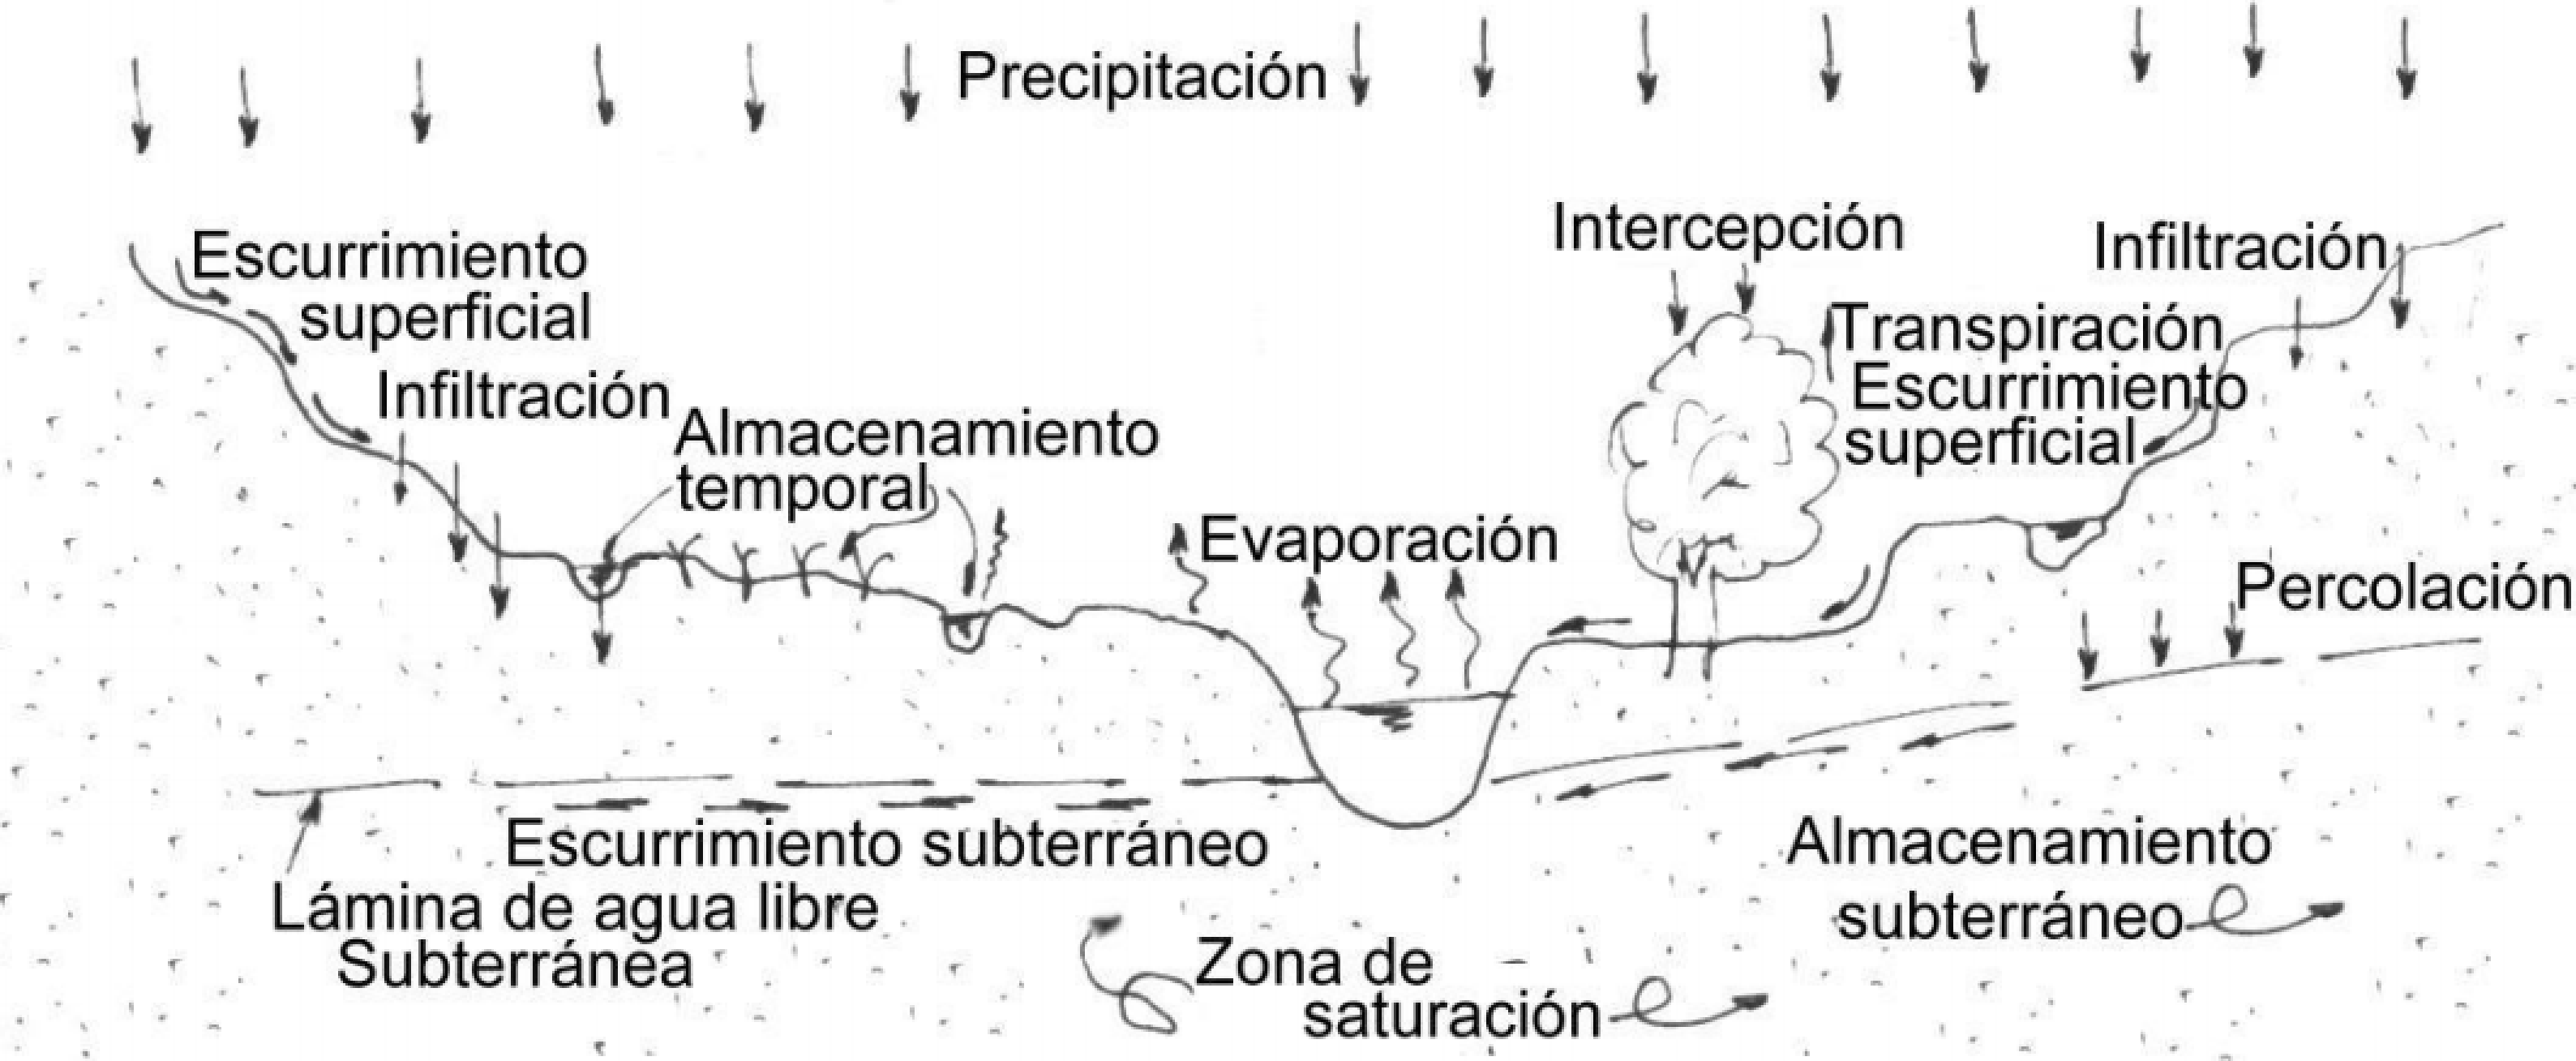 Precipitación
Escurrimiento
superficial
Infiltración
Almacenamiento
temporal
Evaporación
Intercepción
Transpiración
Escurrimiento
superficial
Infiltración
Percolación
Escurrimiento subterráneo
Lámina de agua libre
Subterránea
Zona de
saturación
Almacenamiento
subterráneo